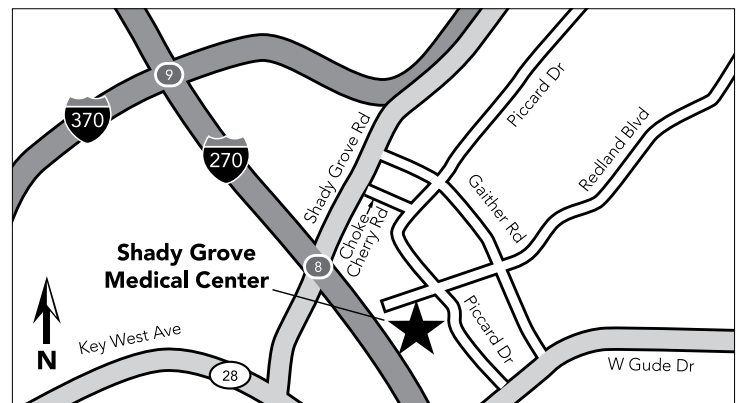 9
370
270
Shady Grove Rd
Piccard Dr
Redland Blvd
Gaither Rd
Choke
Cherry Rd
Shady Grove
Medical Center
8
Piccard Dr
Key West Ave
N
28
W Gude Dr